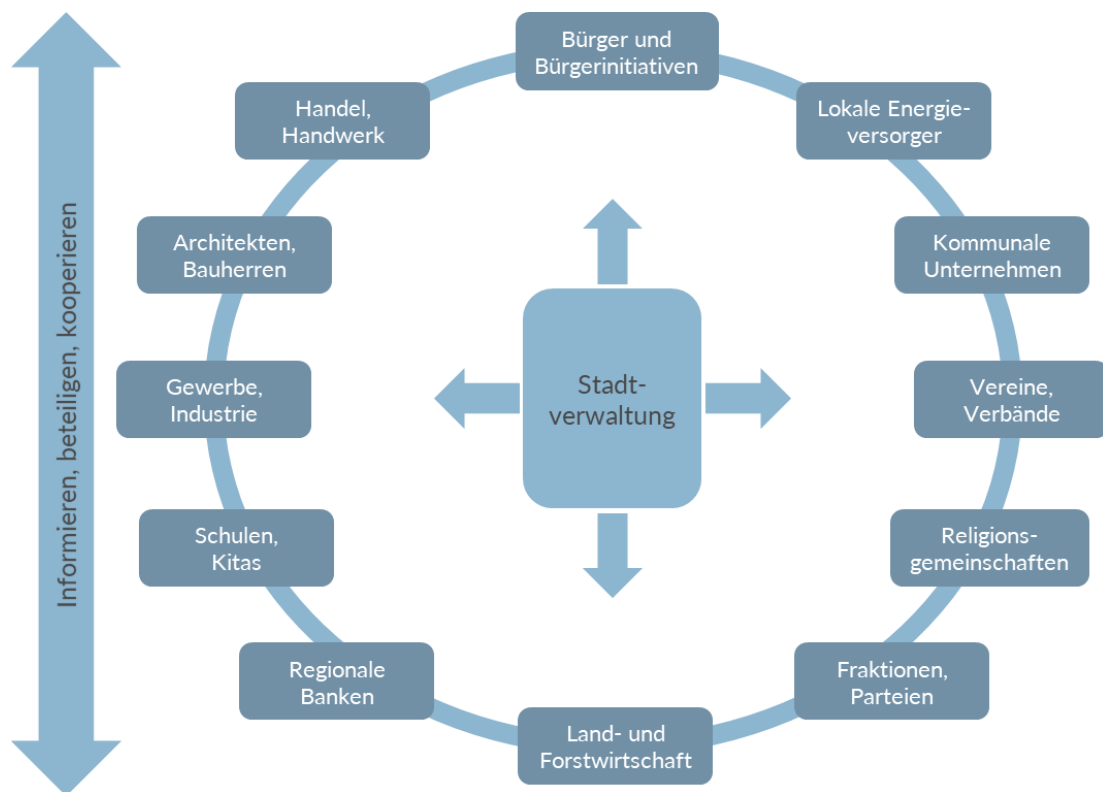 Informieren, beteiligen, kooperieren
Bürger und
Bürgerinitiativen
Lokale Energie-
versorger
Kommunale
Unternehmen
Vereine,
Verbände
Religions-
gemeinschaften
Fraktionen,
Parteien
Land- und
Forstwirtschaft
Regionale
Banken
Schulen,
Kitas
Gewerbe,
Industrie
Architekten,
Bauherren
Handel,
Handwerk
Stadt-
verwaltung